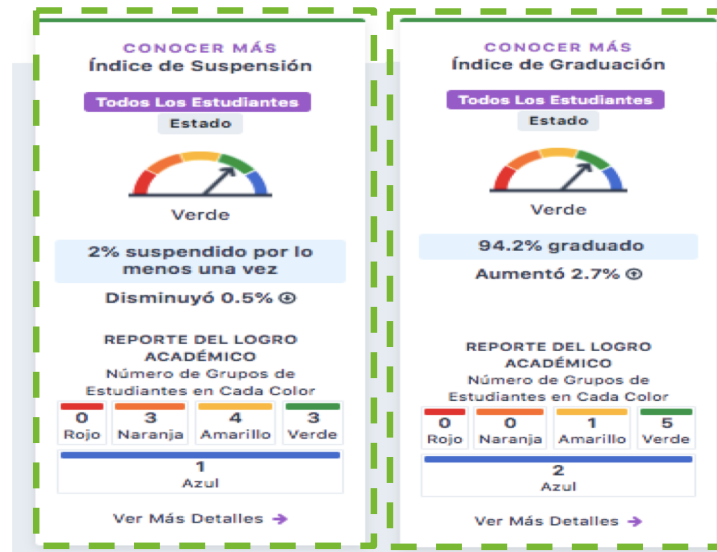 CONOCER MÁS
Índice de Suspensión
Todos Los Estudiantes
Estado
Verde
2% suspendido por lo
menos una vez
Disminuyó 0.5%
REPORTE DEL LOGRO
ACADÉMICO
Número de Grupos de
Estudiantes en Cada Color
0 3 4 3
Rojo Naranja Amarillo Verde
1
Azul
Ver Más Detalles →
CONOCER MÁS
Índice de Graduación
Todos Los Estudiantes
Estado
Verde
94.2% graduado
Aumentó 2.7%
REPORTE DEL LOGRO
ACADÉMICO
Número de Grupos de
Estudiantes en Cada Color
0 0 1 5
Rojo Naranja Amarillo Verde
2
Azul
Ver Más Detalles →